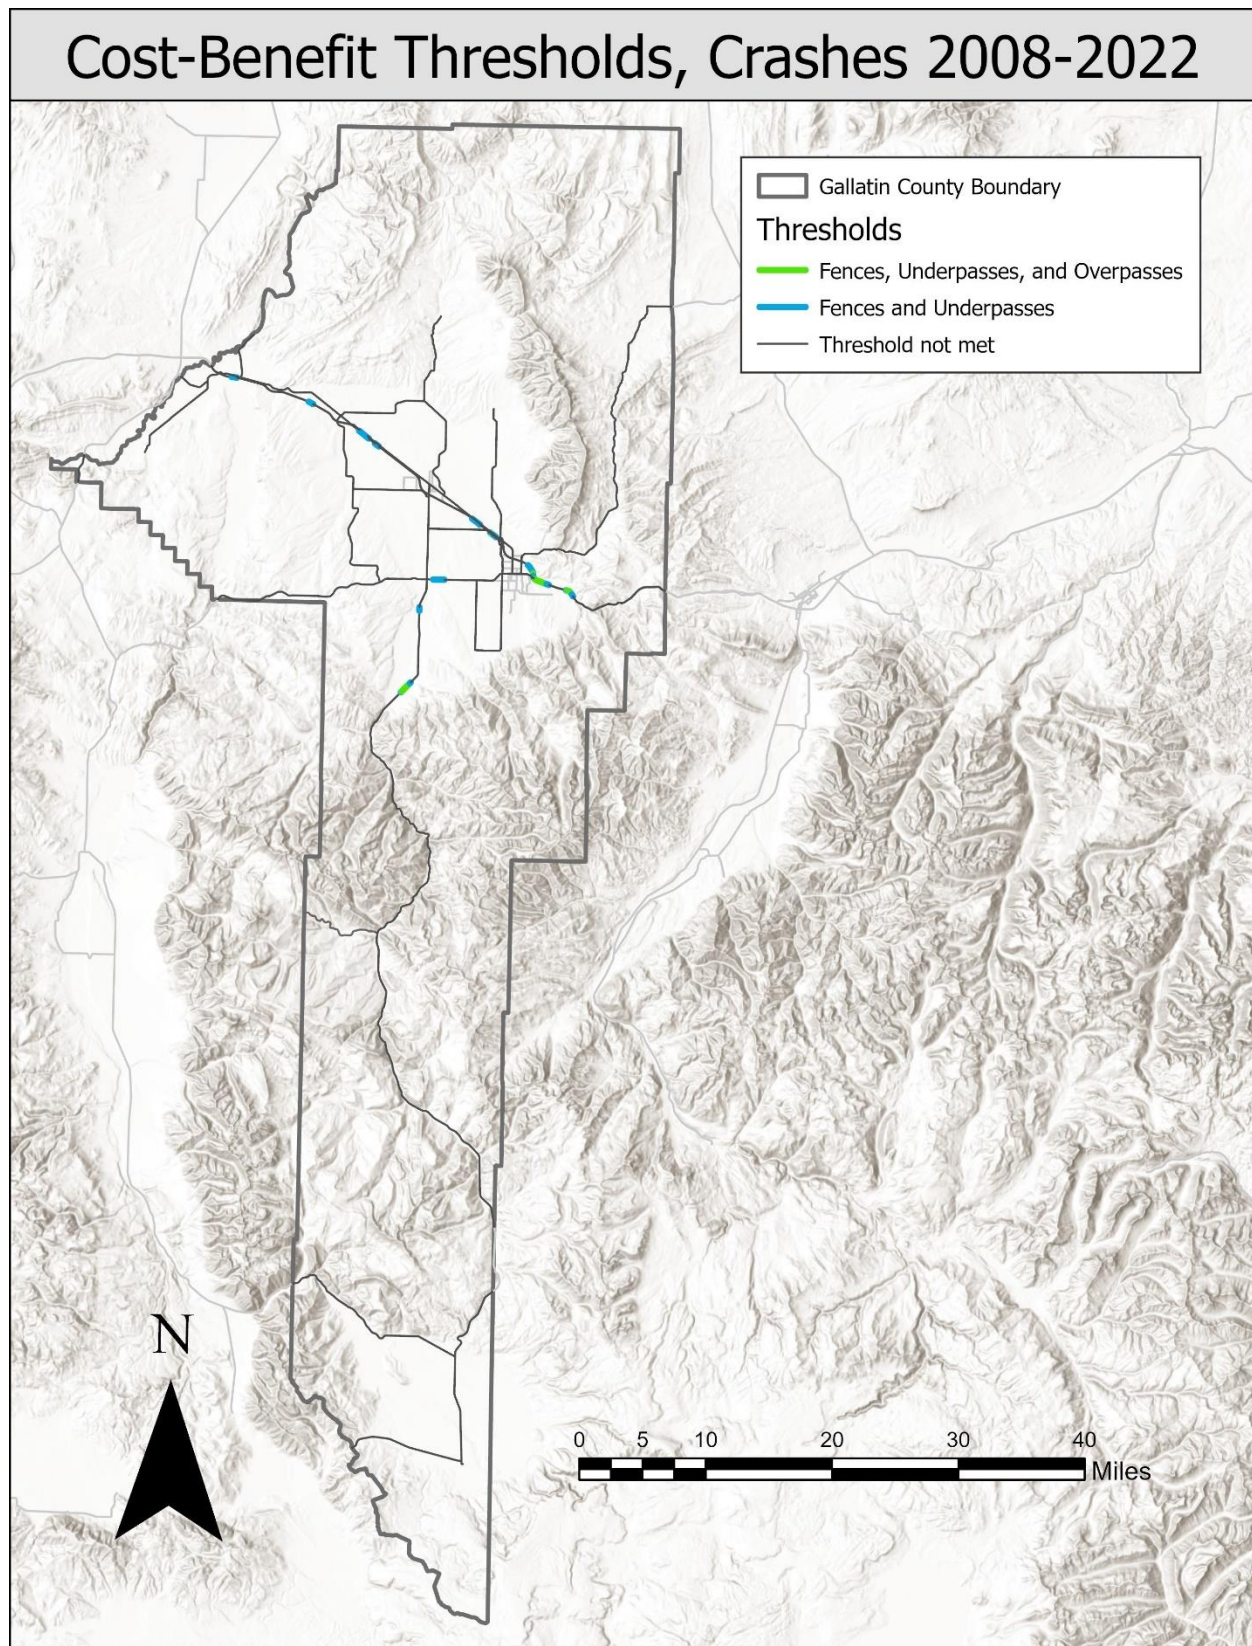 Cost-Benefit Thresholds, Crashes 2008-2022
Gallatin County Boundary
Thresholds
Fences, Underpasses, and Overpasses
Fences and Underpasses
Threshold not met
N
0 5 10 20 30 40
Miles